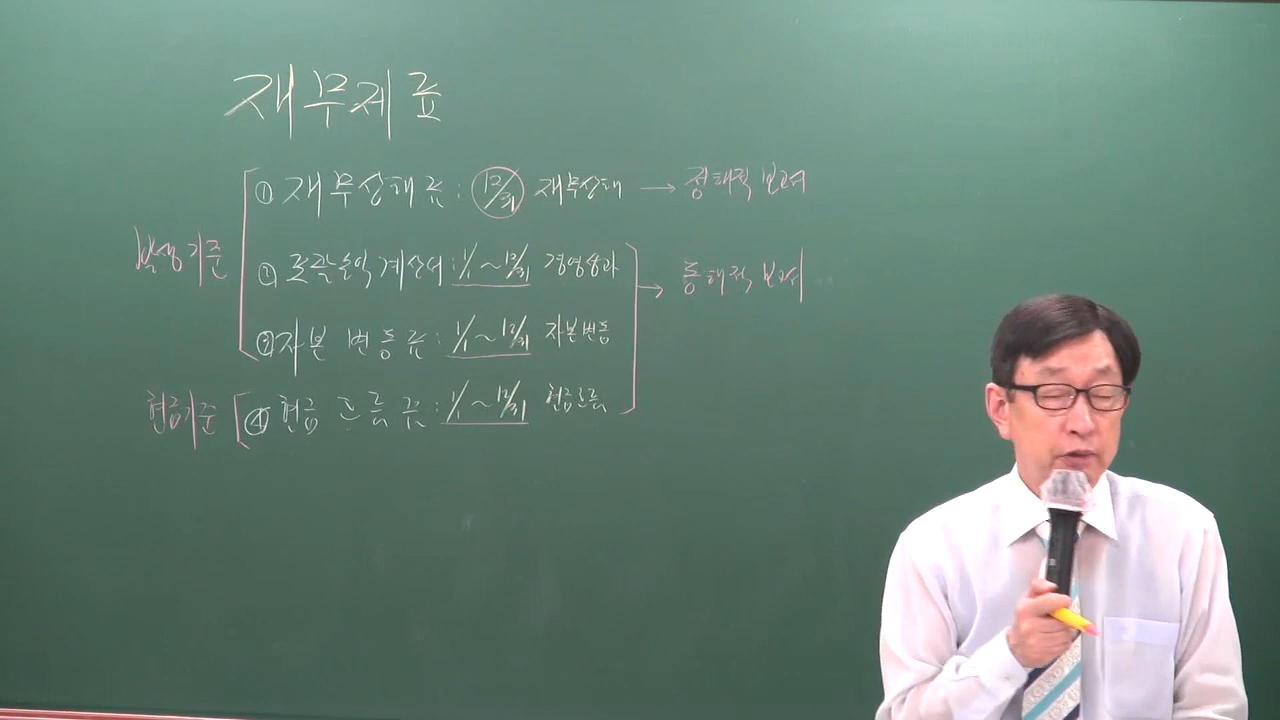 재무제표
① 재무상태표 : 12/31 재무상태 → 정태적 보고서
발생기준
② 포괄손익계산서 : 1/1 ~ 12/31 경영성과
→ 동태적 보고서
③ 자본변동표 : 1/1 ~ 12/31 자본변동
현금기준
④ 현금흐름표 : 1/1 ~ 12/31 현금흐름